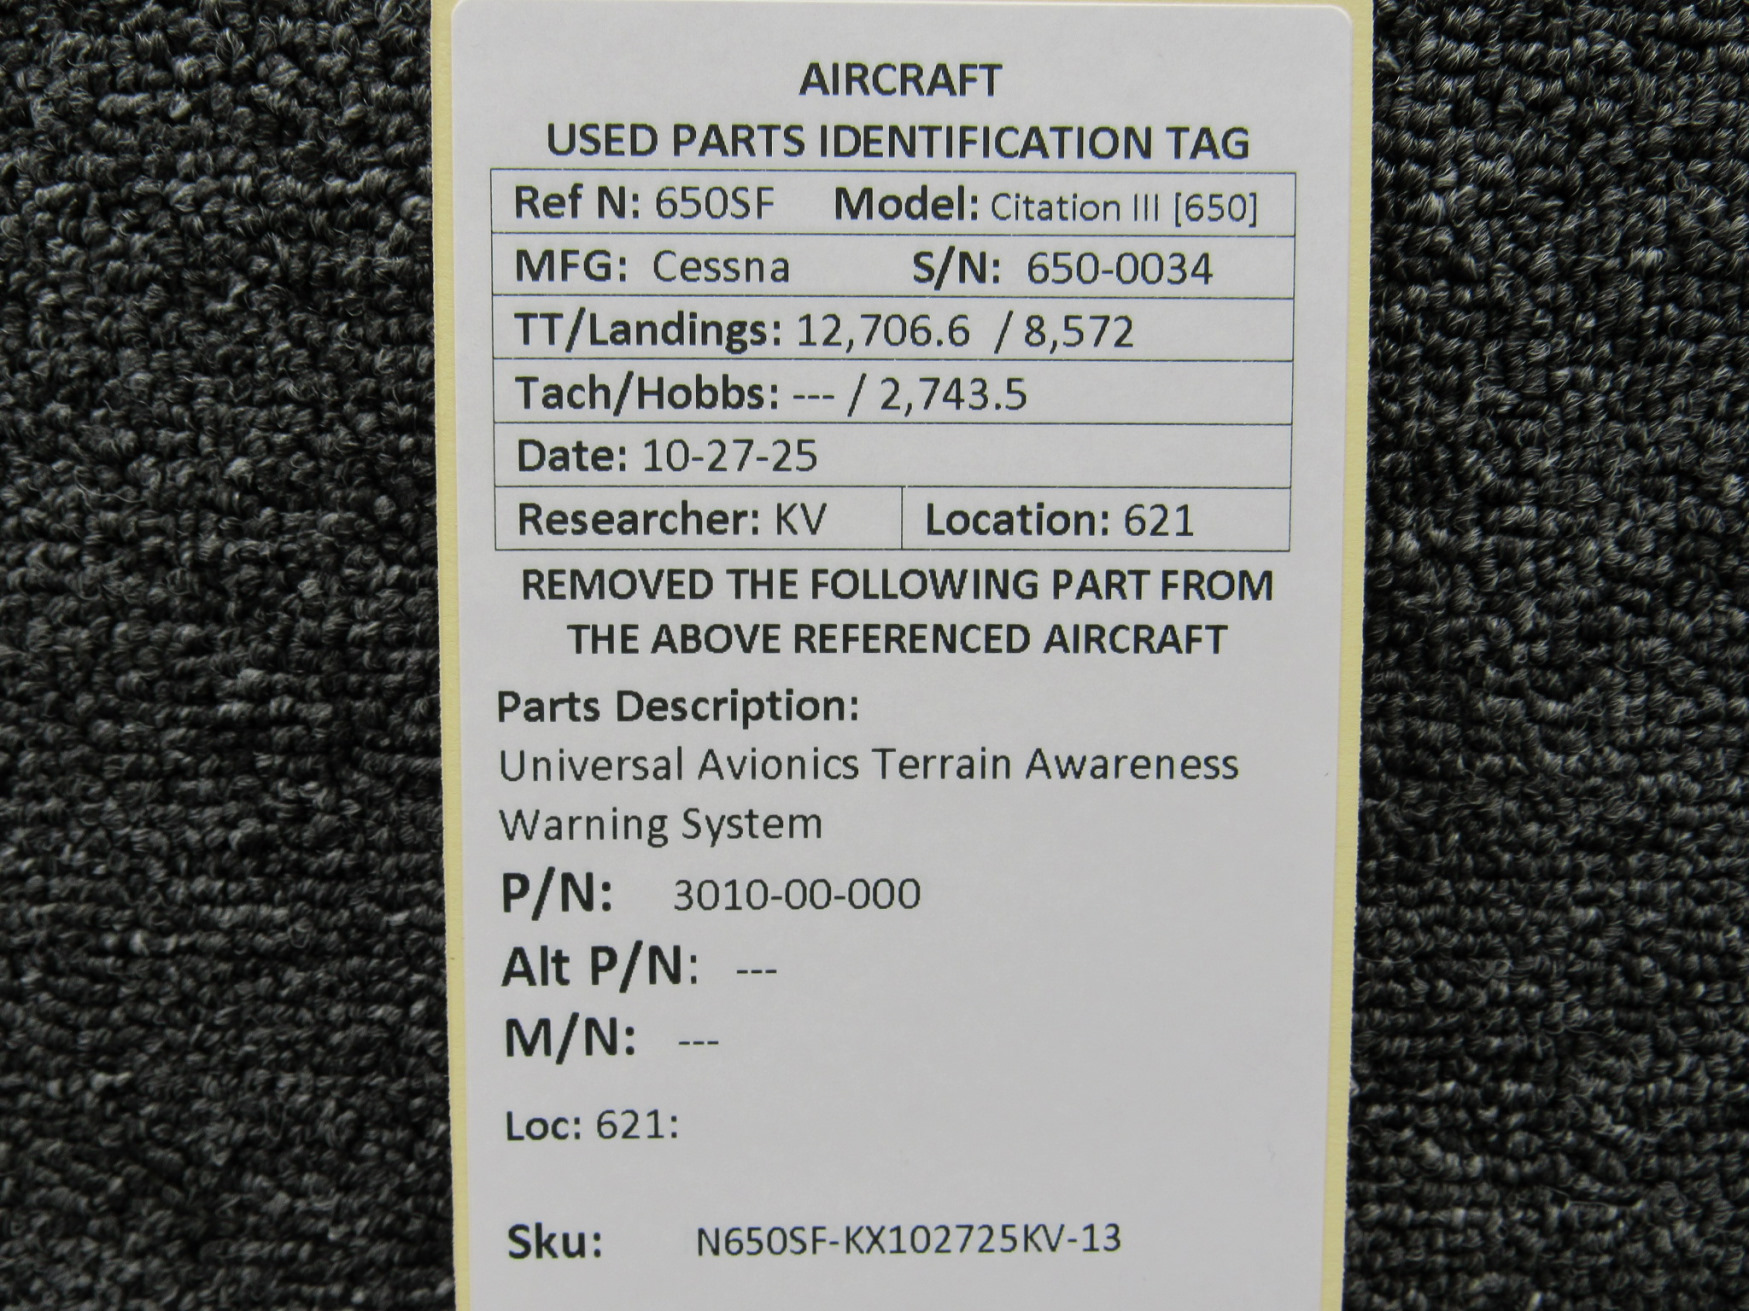 AIRCRAFT
USED PARTS IDENTIFICATION TAG
Ref N: 650SF Model: Citation III [650]
MFG: Cessna S/N: 650-0034
TT/Landings: 12,706.6 / 8,572
Tach/Hobbs: --- / 2,743.5
Date: 10-27-25
Researcher: KV Location: 621
REMOVED THE FOLLOWING PART FROM
THE ABOVE REFERENCED AIRCRAFT
Parts Description:
Universal Avionics Terrain Awareness
Warning System
P/N: 3010-00-000
Alt P/N: ---
M/N: ---
Loc: 621:
Sku: N650SF-KX102725KV-13